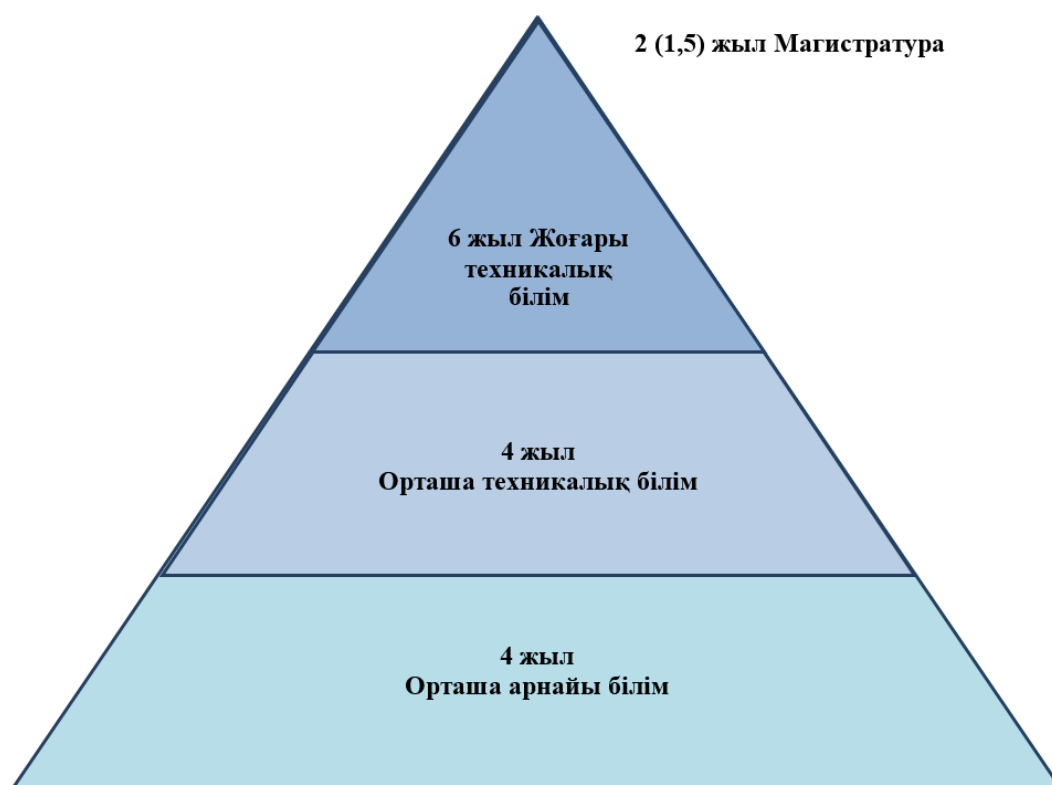 2 (1,5) жыл Магистратура
6 жыл Жоғары
техникалық
білім
4 жыл
Орташа техникалық білім
4 жыл
Орташа арнайы білім